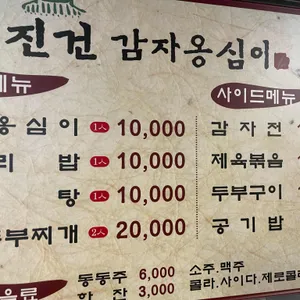 진건 감자옹심이
메뉴
옹심이 1人 10,000
리 밥 1人 10,000
탕 1人 10,000
부찌개 2人 20,000
음료
동동주 6,000
한 잔 3,000
소주.맥주
콜라.사이다.제로콜
사이드메뉴
감자전
제육볶음
두부구이
공기밥